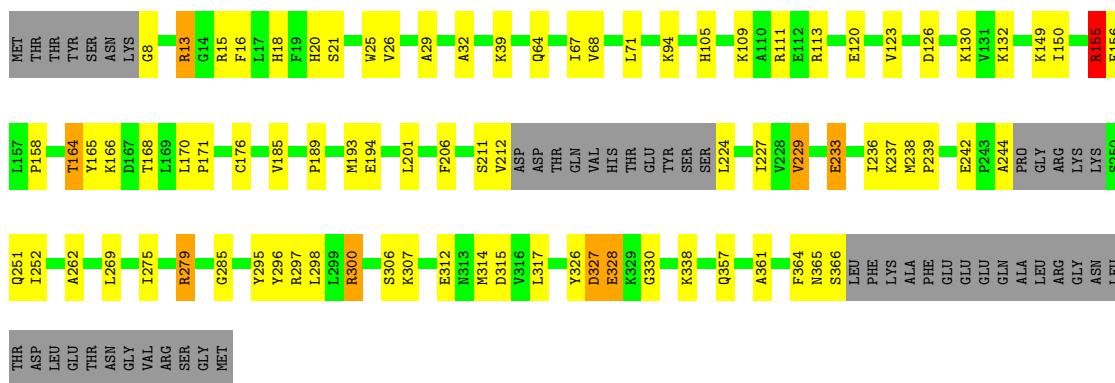 MET THR THR TYR SER ASN LYS G8 R13 G14 R15 F16 L17 H18 F19 H20 S21 W25 V26 A29 A32 K39 Q64 I67 V68 L71 K94 H105 K109 A110 R111 E112 R113 E120 V123 D126 K130 V131 K132 K149 I150 R155 E156
L157 P158 T164 Y165 K166 D167 T168 L169 L170 P171 C176 V185 P189 M193 E194 L201 F206 S211 V212 ASP ASP THR GLN VAL HIS THR GLU TYR SER SER L224 I227 V228 V229 E233 I236 K237 M238 P239 E242 P243 A244 PRO GLY ARG LYS LYS S250
Q251 I252 A262 L269 I275 R279 G285 Y295 Y296 R297 L298 L299 R300 S306 K307 E312 N313 M314 D315 V316 L317 Y326 D327 E328 K329 G330 K338 Q357 A361 F364 N365 S366 LEU PHE LYS ALA PHE GLU GLU GLU GLN ALA LEU ARG GLY ASN LEU
THR ASP LEU GLU THR ASN GLY VAL ARG SER GLY MET